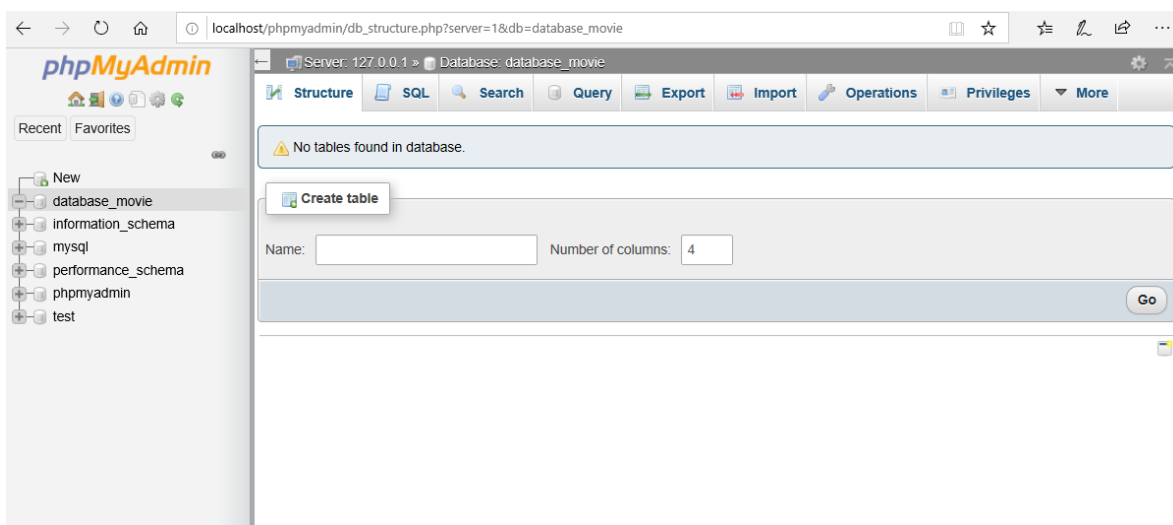 localhost/phpmyadmin/db_structure.php?server=1&db=database_movie
phpMyAdmin
Recent Favorites
New
database_movie
information_schema
mysql
performance_schema
phpmyadmin
test
Server: 127.0.0.1 » Database: database_movie
Structure SQL Search Query Export Import Operations Privileges More
No tables found in database.
Create table
Name: Number of columns: 4
Go